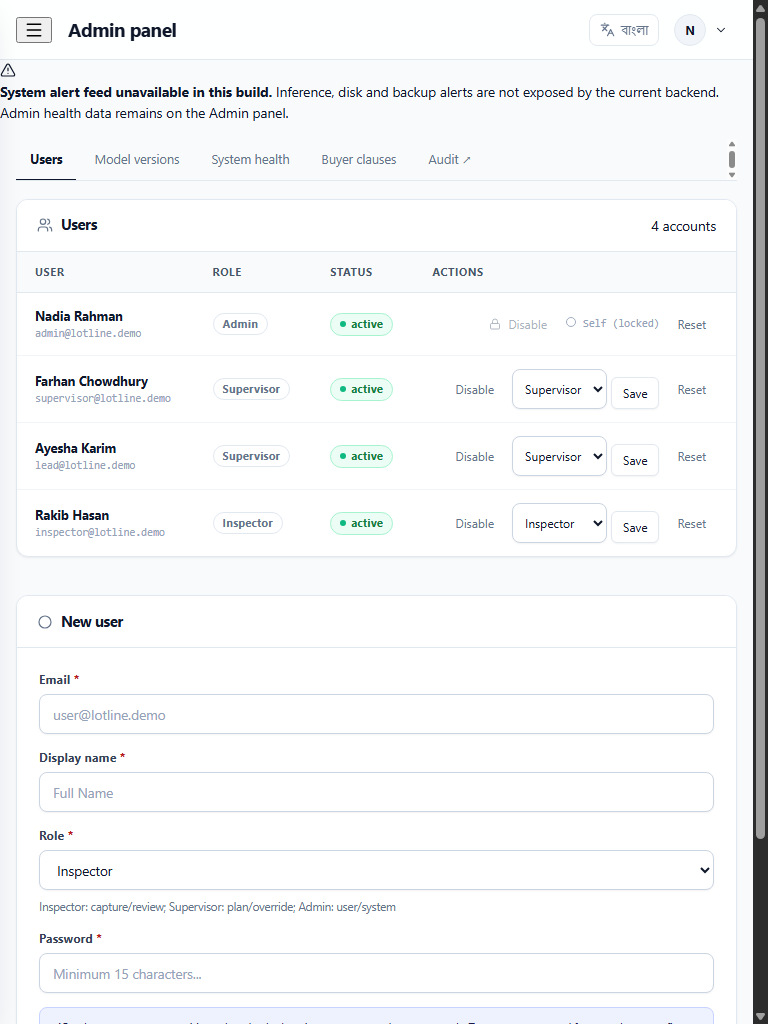 Admin panel
বাংলা
N
System alert feed unavailable in this build. Inference, disk and backup alerts are not exposed by the current backend.
Admin health data remains on the Admin panel.
Users Model versions System health Buyer clauses Audit ↗
Users 4 accounts
USER ROLE STATUS ACTIONS
Nadia Rahman
admin@lotline.demo
Admin active Disable Self (locked) Reset
Farhan Chowdhury
supervisor@lotline.demo
Supervisor active Disable Supervisor Save Reset
Ayesha Karim
lead@lotline.demo
Supervisor active Disable Supervisor Save Reset
Rakib Hasan
inspector@lotline.demo
Inspector active Disable Inspector Save Reset
New user
Email *
user@lotline.demo
Display name *
Full Name
Role *
Inspector
Inspector: capture/review; Supervisor: plan/override; Admin: user/system
Password *
Minimum 15 characters...